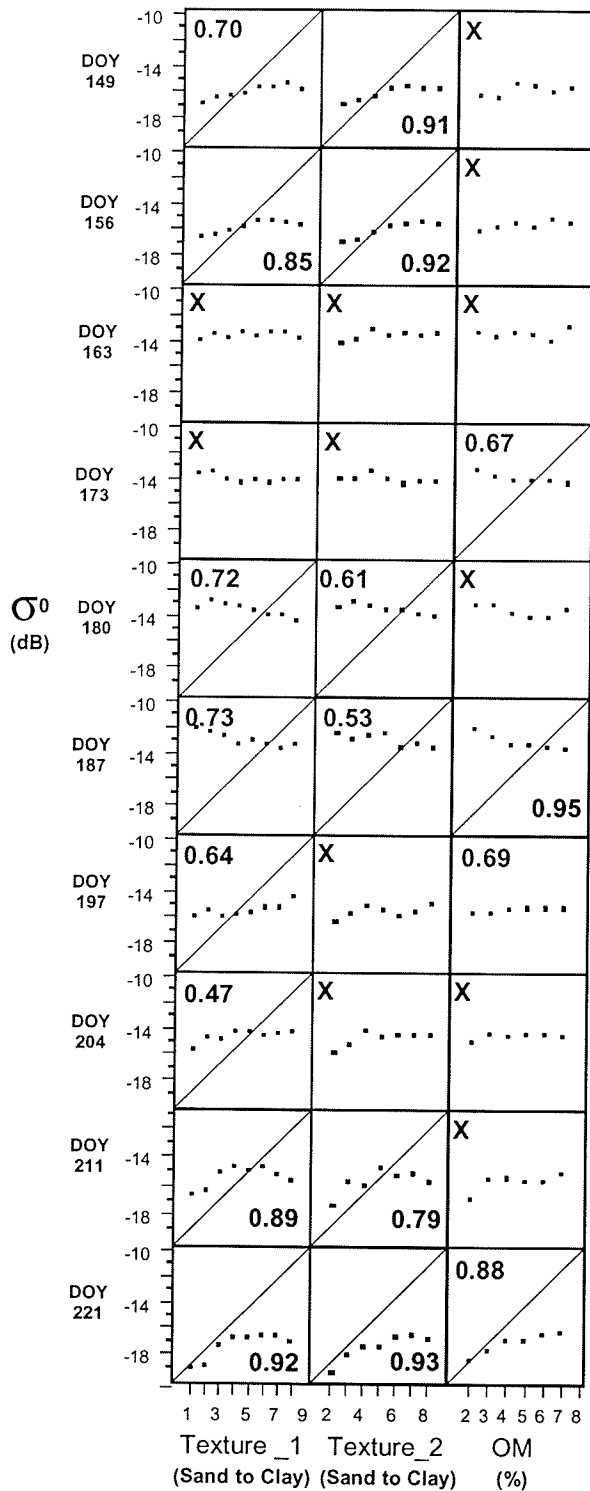 -10 0.70 X
DOY 149 -14
-18 0.91
-10 X
DOY 156 -14
-18 0.85 0.92
-10 X X X
DOY 163 -14
-18
-10 X X 0.67
DOY 173 -14
-18
-10 0.72 0.61 X
σ0 (dB) DOY 180 -14
-18
-10 0.73 0.53
DOY 187 -14
-18 0.95
-10 0.64 X 0.69
DOY 197 -14
-18
-10 0.47 X X
DOY 204 -14
-18
X
DOY 211 -14
-18 0.89 0.79
-10 0.88
DOY 221 -14
-18 0.92 0.93
1 3 5 7 9 2 4 6 8 2 3 4 5 6 7 8
Texture _1 Texture_2 OM
(Sand to Clay) (Sand to Clay) (%)